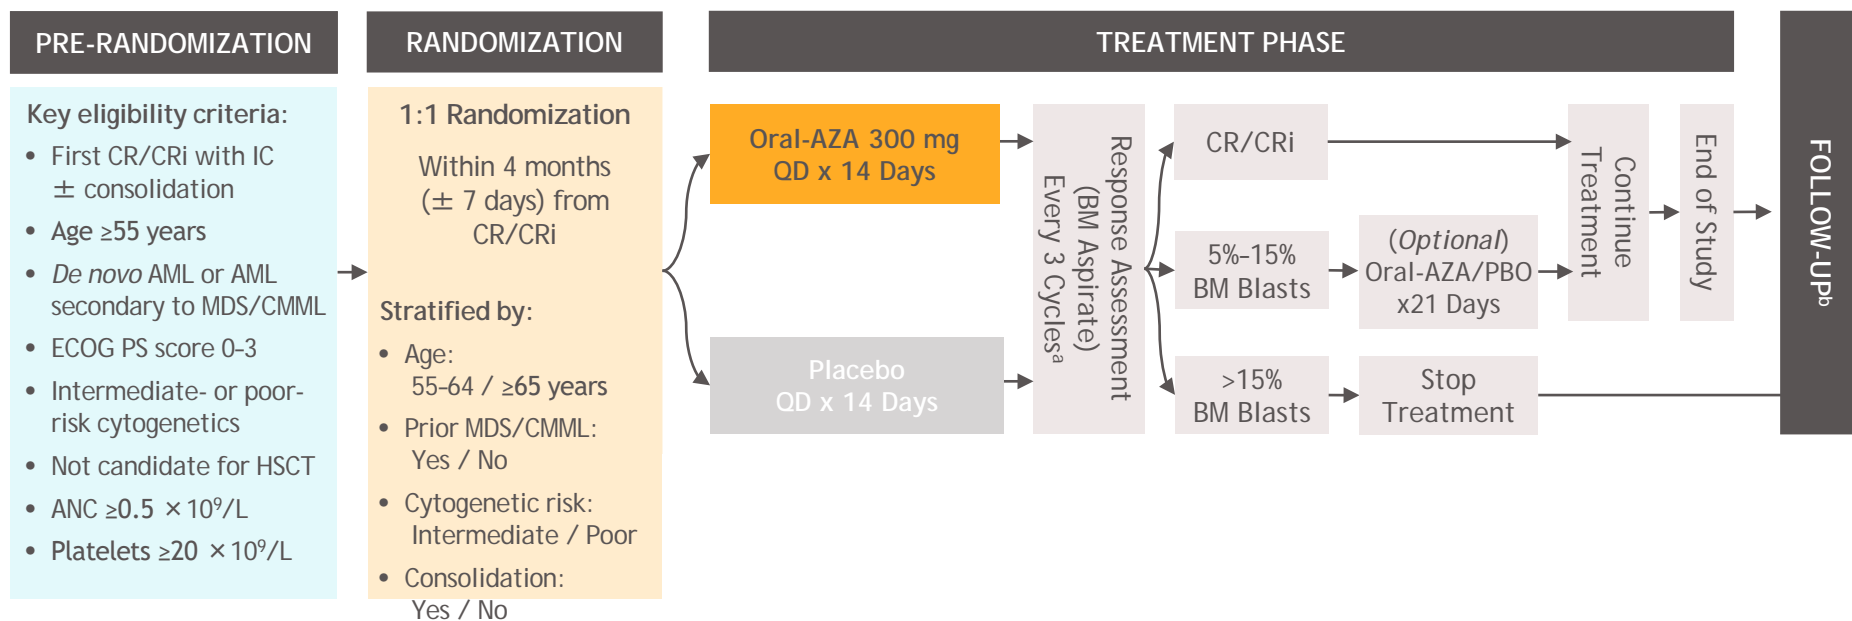 PRE-RANDOMIZATION
Key eligibility criteria:
• First CR/CRi with IC
± consolidation
• Age ≥55 years
• De novo AML or AML
secondary to MDS/CMML
• ECOG PS score 0–3
• Intermediate- or poor-
risk cytogenetics
• Not candidate for HSCT
• ANC ≥0.5 × 10⁹/L
• Platelets ≥20 × 10⁹/L
RANDOMIZATION
1:1 Randomization
Within 4 months
(± 7 days) from
CR/CRi
Stratified by:
• Age:
55–64 / ≥65 years
• Prior MDS/CMML:
Yes / No
• Cytogenetic risk:
Intermediate / Poor
• Consolidation:
Yes / No
TREATMENT PHASE
Oral-AZA 300 mg
QD x 14 Days
Placebo
QD x 14 Days
Response Assessment
(BM Aspirate)
Every 3 Cyclesᵃ
CR/CRi
5%–15%
BM Blasts
>15%
BM Blasts
(Optional)
Oral-AZA/PBO
x21 Days
Stop
Treatment
Continue
Treatment
End of Study
FOLLOW-UPᵇ